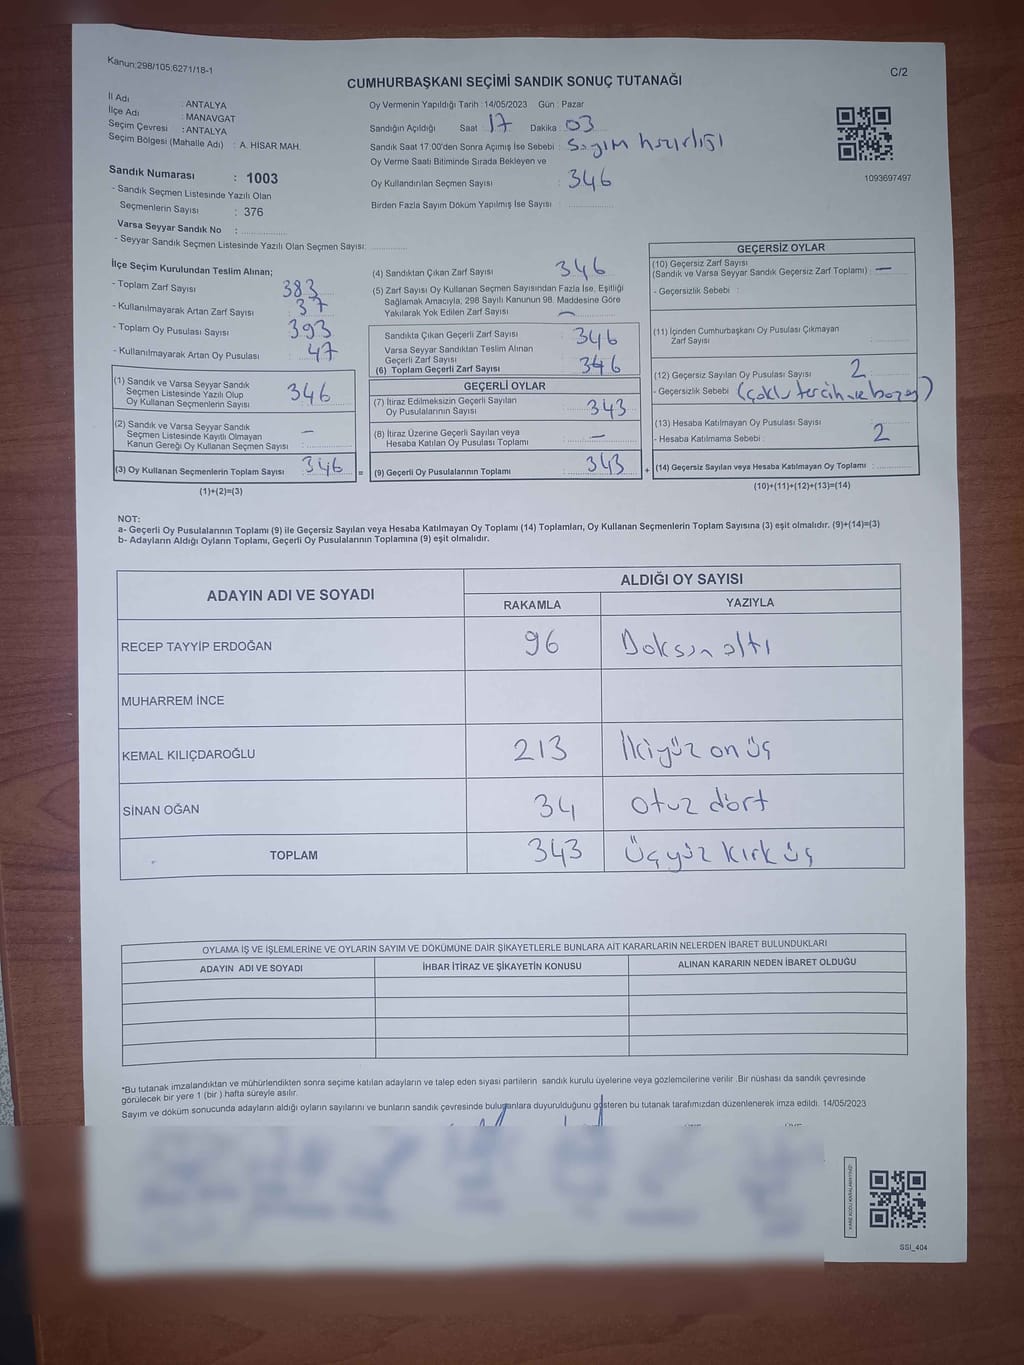 Kanun:298/105;6271/18-1
C/2
CUMHURBAŞKANI SEÇİMİ SANDIK SONUÇ TUTANAĞI
İl Adı : ANTALYA
İlçe Adı : MANAVGAT
Seçim Çevresi : ANTALYA
Seçim Bölgesi (Mahalle Adı) : A. HİSAR MAH.
Sandık Numarası : 1003
- Sandık Seçmen Listesinde Yazılı Olan
Seçmenlerin Sayısı : 376
Varsa Seyyar Sandık No :
- Seyyar Sandık Seçmen Listesinde Yazılı Olan Seçmen Sayısı:
Oy Vermenin Yapıldığı Tarih : 14/05/2023 Gün : Pazar
Sandığın Açıldığı Saat 17 Dakika : 03
Sandık Saat 17:00'den Sonra Açımış İse Sebebi : Sayım hazırlığı
Oy Verme Saati Bitiminde Sırada Bekleyen ve
Oy Kullandırılan Seçmen Sayısı : 346
Birden Fazla Sayım Döküm Yapılmış İse Sayısı :
1093697497
İlçe Seçim Kurulundan Teslim Alınan;
- Toplam Zarf Sayısı : 383
- Kullanılmayarak Artan Zarf Sayısı : 37
- Toplam Oy Pusulası Sayısı : 393
- Kullanılmayarak Artan Oy Pusulası : 47
(1) Sandık ve Varsa Seyyar Sandık
Seçmen Listesinde Yazılı Olup
Oy Kullanan Seçmenlerin Sayısı : 346
(2) Sandık ve Varsa Seyyar Sandık
Seçmen Listesinde Kayıtlı Olmayan
Kanun Gereği Oy Kullanan Seçmen Sayısı : —
(3) Oy Kullanan Seçmenlerin Toplam Sayısı : 346 =
(1)+(2)=(3)
(4) Sandıktan Çıkan Zarf Sayısı : 346
(5) Zarf Sayısı Oy Kullanan Seçmen Sayısından Fazla İse, Eşitliği
Sağlamak Amacıyla, 298 Sayılı Kanunun 98. Maddesine Göre
Yakılarak Yok Edilen Zarf Sayısı : —
Sandıkta Çıkan Geçerli Zarf Sayısı : 346
Varsa Seyyar Sandıktan Teslim Alınan
Geçerli Zarf Sayısı :
(6) Toplam Geçerli Zarf Sayısı : 346
GEÇERLİ OYLAR
(7) İtiraz Edilmeksizin Geçerli Sayılan
Oy Pusulalarının Sayısı : 343
(8) İtiraz Üzerine Geçerli Sayılan veya
Hesaba Katılan Oy Pusulası Toplamı : —
(9) Geçerli Oy Pusulalarının Toplamı : 343 +
GEÇERSİZ OYLAR
(10) Geçersiz Zarf Sayısı
(Sandık ve Varsa Seyyar Sandık Geçersiz Zarf Toplamı) : —
- Geçersizlik Sebebi :
(11) İçinden Cumhurbaşkanı Oy Pusulası Çıkmayan
Zarf Sayısı :
(12) Geçersiz Sayılan Oy Pusulası Sayısı : 2
- Geçersizlik Sebebi : (çoklu tercih ve
(13) Hesaba Katılmayan Oy Pusulası Sayısı :
- Hesaba Katılmama Sebebi : 2
(14) Geçersiz Sayılan veya Hesaba Katılmayan Oy Toplamı :
(10)+(11)+(12)+(13)=(14)
NOT:
a- Geçerli Oy Pusulalarının Toplamı (9) ile Geçersiz Sayılan veya Hesaba Katılmayan Oy Toplamı (14) Toplamları, Oy Kullanan Seçmenlerin Toplam Sayısına (3) eşit olmalıdır. (9)+(14)=(3)
b- Adayların Aldığı Oyların Toplamı, Geçerli Oy Pusulalarının Toplamına (9) eşit olmalıdır.
ADAYIN ADI VE SOYADI
ALDIĞI OY SAYISI
RAKAMLA YAZIYLA
RECEP TAYYİP ERDOĞAN 96 Doksan altı
MUHARREM İNCE
KEMAL KILIÇDAROĞLU 213 İkiyüz on üç
SİNAN OĞAN 34 otuz dört
TOPLAM 343 Üçyüz kırk üç
OYLAMA İŞ VE İŞLEMLERİNE VE OYLARIN SAYIM VE DÖKÜMÜNE DAİR ŞİKAYETLERLE BUNLARA AİT KARARLARIN NELERDEN İBARET BULUNDUKLARI
ADAYIN ADI VE SOYADI İHBAR İTİRAZ VE ŞİKAYETİN KONUSU ALINAN KARARIN NEDEN İBARET OLDUĞU
*Bu tutanak imzalandıktan ve mühürlendikten sonra seçime katılan adayların ve talep eden siyasi partilerin sandık kurulu üyelerine veya gözlemcilerine verilir .Bir nüshası da sandık çevresinde
görülecek bir yere 1 (bir ) hafta süreyle asılır.
Sayım ve döküm sonucunda adayların aldığı oyların sayılarını ve bunların sandık çevresinde bulunanlara duyurulduğunu gösteren bu tutanak tarafımızdan düzenlenerek imza edildi. 14/05/2023
KARE KODU KARALAMAYINIZ!
SSI_404